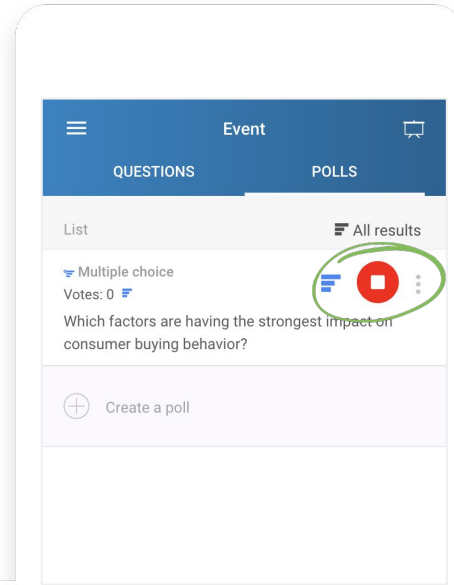 Event
QUESTIONS POLLS
List All results
Multiple choice
Votes: 0
Which factors are having the strongest impact on
consumer buying behavior?
Create a poll